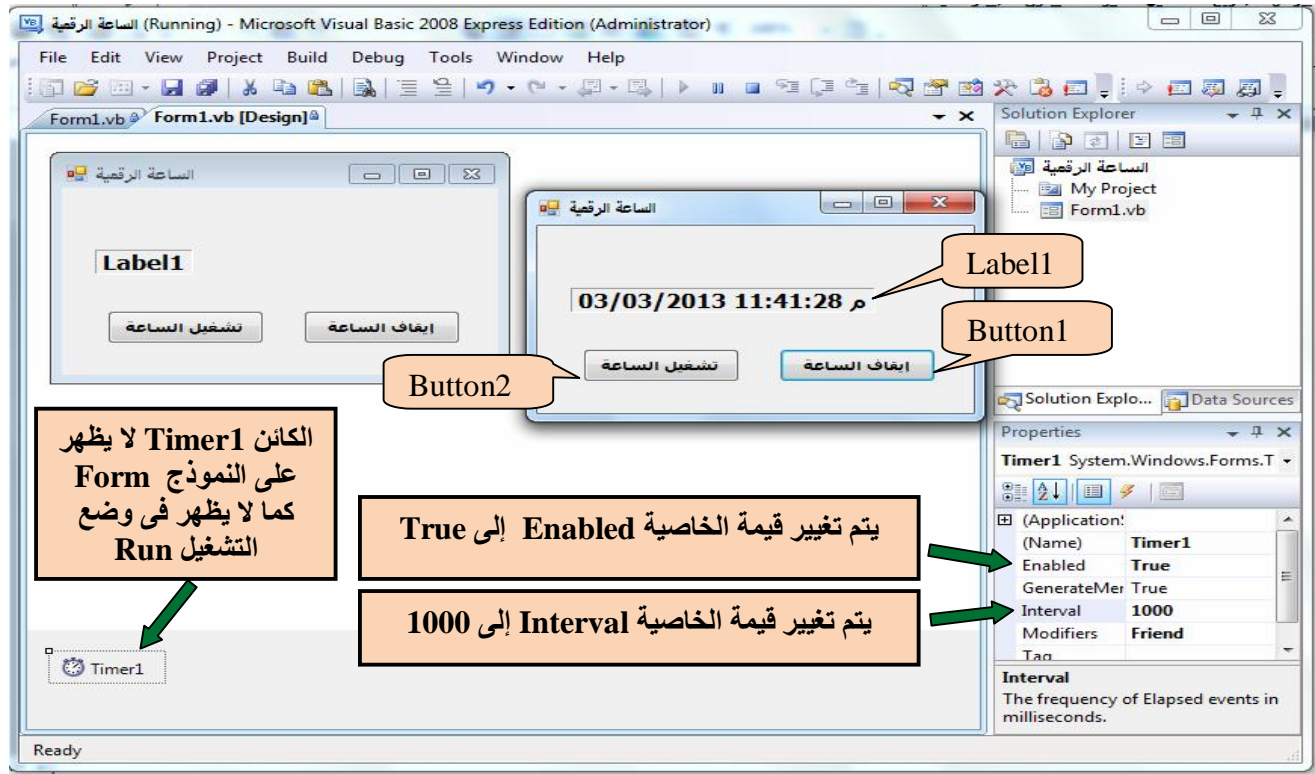 الساعة الرقمية (Running) - Microsoft Visual Basic 2008 Express Edition (Administrator)
File Edit View Project Build Debug Tools Window Help
Form1.vb Form1.vb [Design]
Solution Explorer
الساعة الرقمية
My Project
Form1.vb
الساعة الرقمية
Label1
تشغيل الساعة
ايقاف الساعة
الساعة الرقمية
03/03/2013 11:41:28 م
تشغيل الساعة
ايقاف الساعة
Label1
Button1
Button2
Solution Explo... Data Sources
الكائن Timer1 لا يظهر
على النموذج Form
كما لا يظهر فى وضع
التشغيل Run
يتم تغيير قيمة الخاصية Enabled إلى True
يتم تغيير قيمة الخاصية Interval إلى 1000
Timer1
Properties
Timer1 System.Windows.Forms.T
(Application
(Name) Timer1
Enabled True
GenerateMer True
Interval 1000
Modifiers Friend
Tag
Interval
The frequency of Elapsed events in
milliseconds.
Ready